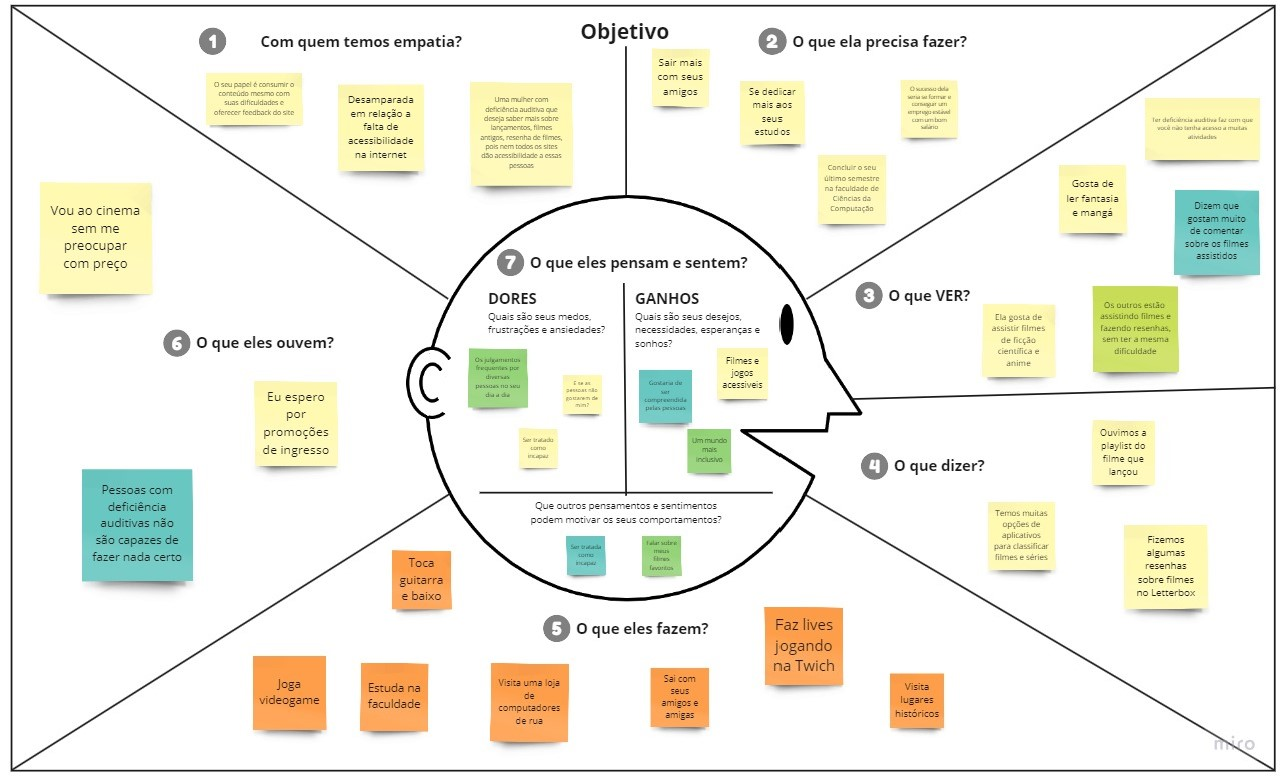 Objetivo
1 Com quem temos empatia?
O seu papel é consumir o
conteúdo mesmo com
suas dificuldades e
oferecer feedback do site
Desamparada
em relação a
falta de
acessibilidade
na internet
Uma mulher com
deficiência auditiva que
deseja saber mais sobre
lançamentos, filmes
antigos, resenha de filmes,
pois nem todos os sites
dão acessibilidade a essas
pessoas
2 O que ela precisa fazer?
Sair mais
com seus
amigos
Se dedicar
mais aos
seus
estudos
O sucesso dela
seria se formar e
conseguir um
emprego estável
com um bom
salário
Concluir o seu
último semestre
na faculdade de
Ciências da
Computação
3 O que VER?
Ter deficiência auditiva faz com que
você não tenha acesso a muitas
atividades
Gosta de
ler fantasia
e mangá
Dizem que
gostam muito
de comentar
sobre os filmes
assistidos
Ela gosta de
assistir filmes
de ficção
científica e
anime
Os outros estão
assistindo filmes e
fazendo resenhas,
sem ter a mesma
dificuldade
4 O que dizer?
Ouvimos a
playlist do
filme que
lançou
Temos muitas
opções de
aplicativos
para classificar
filmes e séries
Fizemos
algumas
resenhas
sobre filmes
no Letterbox
5 O que eles fazem?
Toca
guitarra
e baixo
Joga
videogame
Estuda na
faculdade
Visita uma loja
de
computadores
de rua
Sai com
seus
amigos e
amigas
Faz lives
jogando
na Twich
Visita
lugares
históricos
6 O que eles ouvem?
Vou ao cinema
sem me
preocupar
com preço
Eu espero
por
promoções
de ingresso
Pessoas com
deficiência
auditivas não
são capazes de
fazer nada certo
7 O que eles pensam e sentem?
DORES
Quais são seus medos,
frustrações e ansiedades?
Os julgamentos
frequentes por
diversas
pessoas no seu
dia a dia
E se as
pessoas não
gostarem de
mim?
Ser tratado
como
incapaz
GANHOS
Quais são seus desejos,
necessidades, esperanças e
sonhos?
Filmes e
jogos
acessiveis
Gostaria de
ser
compreendida
pelas pessoas
Um mundo
mais
inclusivo
Que outros pensamentos e sentimentos
podem motivar os seus comportamentos?
Ser tratada
como
incapaz
Falar sobre
meus
filmes
favoritos
miro